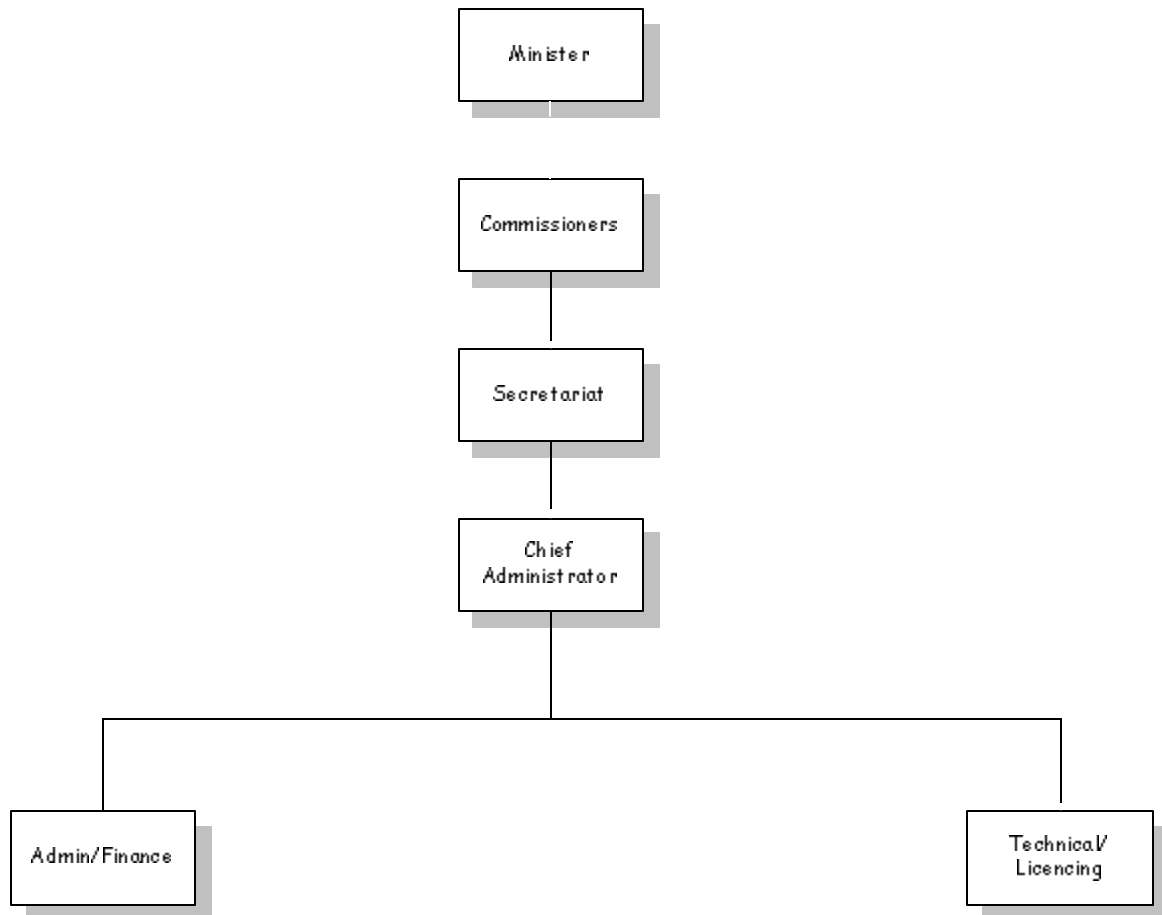 Minister
Commissioners
Secretariat
Chief
Administrator
Admin/Finance
Technical/
Licencing